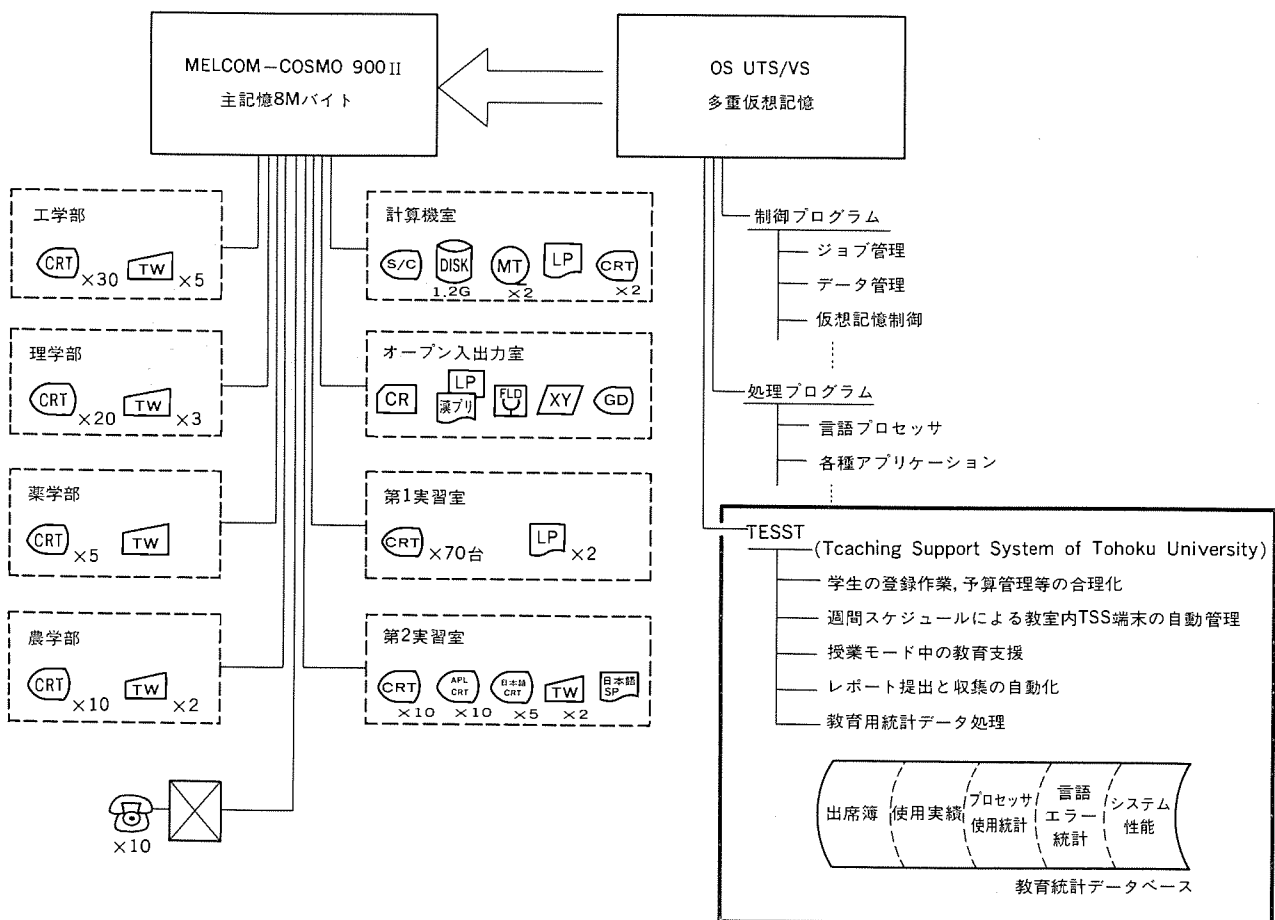 MELCOM-COSMO 900II
主記憶8Mバイト
OS UTS/VS
多重仮想記憶
工学部
CRT ×30 TW ×5
理学部
CRT ×20 TW ×3
薬学部
CRT ×5 TW
農学部
CRT ×10 TW ×2
×10
計算機室
S/C DISK MT LP CRT
1.2G ×2 ×2
オープン入出力室
CR LP 漢プリ FLD XY GD
第1実習室
CRT ×70台 LP ×2
第2実習室
CRT APL CRT 日本語 CRT TW 日本語 SP
×10 ×10 ×5 ×2
制御プログラム
ジョブ管理
データ管理
仮想記憶制御
処理プログラム
言語プロセッサ
各種アプリケーション
TESST
(Tcaching Support System of Tohoku University)
学生の登録作業,予算管理等の合理化
週間スケジュールによる教室内TSS端末の自動管理
授業モード中の教育支援
レポート提出と収集の自動化
教育用統計データ処理
出席簿
使用実績
プロセッサ
使用統計
言語
エラー
統計
システム
性能
教育統計データベース